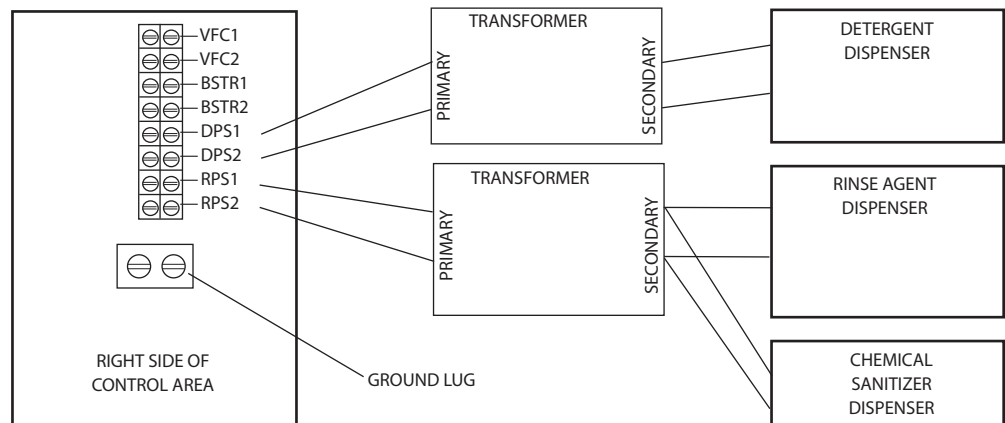 VFC1
VFC2
BSTR1
BSTR2
DPS1
DPS2
RPS1
RPS2
RIGHT SIDE OF
CONTROL AREA
GROUND LUG
TRANSFORMER
PRIMARY
SECONDARY
TRANSFORMER
PRIMARY
SECONDARY
DETERGENT
DISPENSER
RINSE AGENT
DISPENSER
CHEMICAL
SANITIZER
DISPENSER